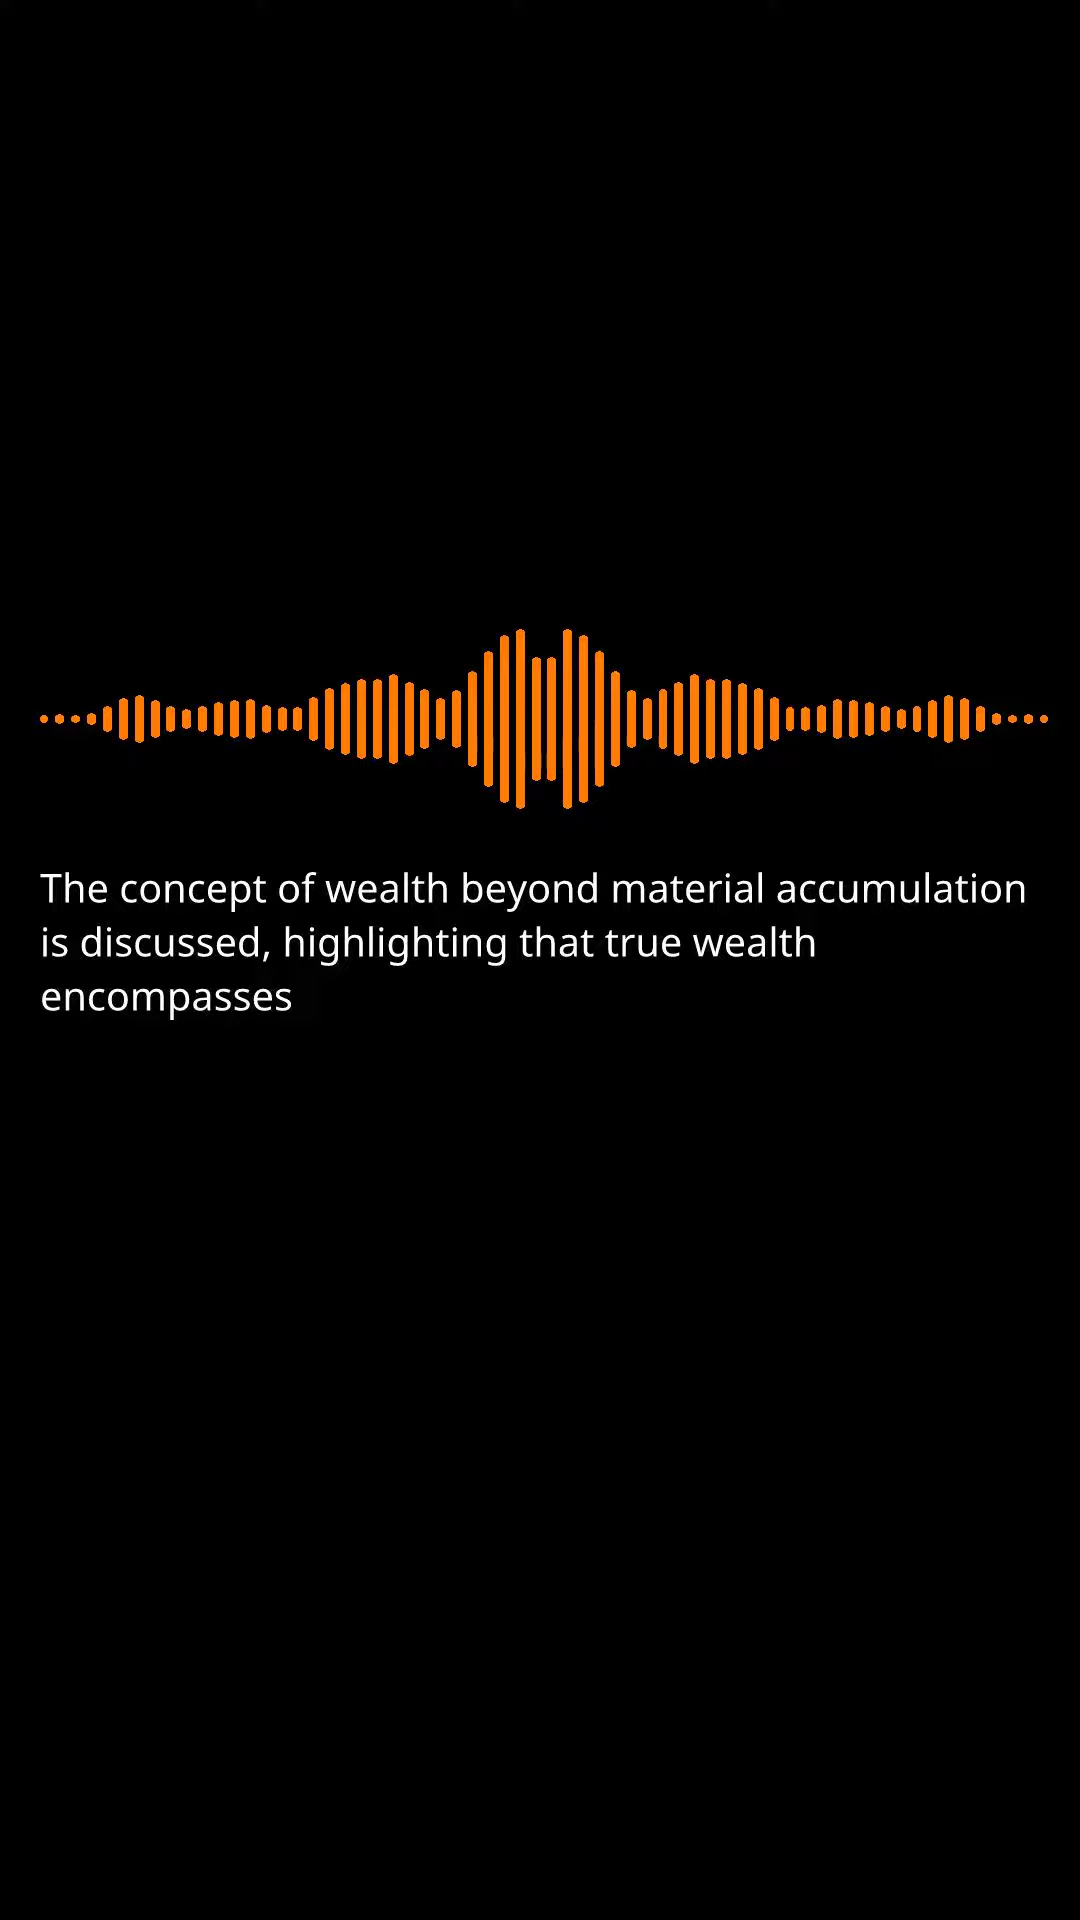 The concept of wealth beyond material accumulation
is discussed, highlighting that true wealth
encompasses